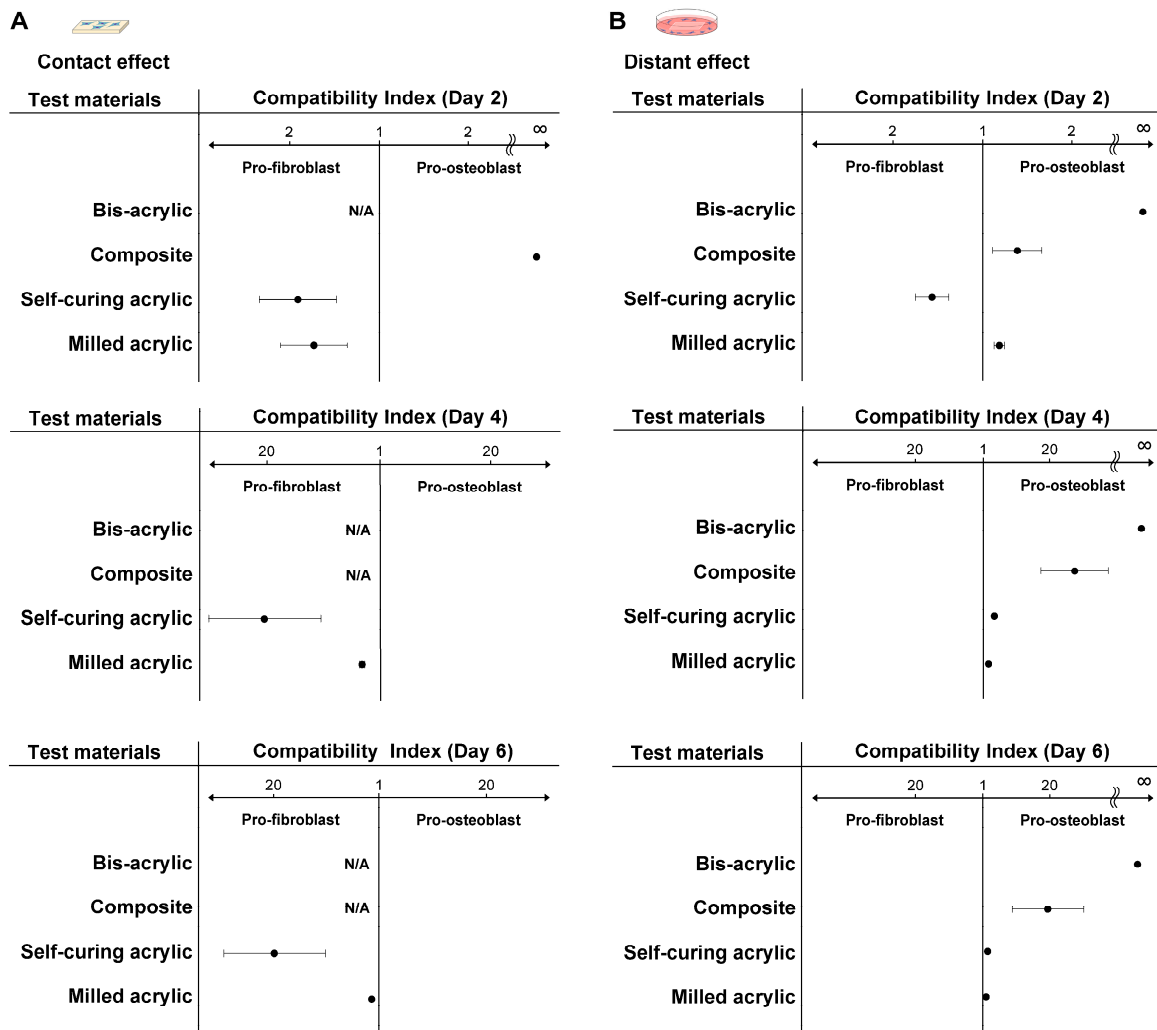 A
Contact effect
Test materials
Compatibility Index (Day 2)
2 1 2 ∞
Pro-fibroblast Pro-osteoblast
Bis-acrylic N/A
Composite
Self-curing acrylic
Milled acrylic
Test materials
Compatibility Index (Day 4)
20 1 20
Pro-fibroblast Pro-osteoblast
Bis-acrylic N/A
Composite N/A
Self-curing acrylic
Milled acrylic
Test materials
Compatibility Index (Day 6)
20 1 20
Pro-fibroblast Pro-osteoblast
Bis-acrylic N/A
Composite N/A
Self-curing acrylic
Milled acrylic
B
Distant effect
Test materials
Compatibility Index (Day 2)
2 1 2 ∞
Pro-fibroblast Pro-osteoblast
Bis-acrylic
Composite
Self-curing acrylic
Milled acrylic
Test materials
Compatibility Index (Day 4)
20 1 20 ∞
Pro-fibroblast Pro-osteoblast
Bis-acrylic
Composite
Self-curing acrylic
Milled acrylic
Test materials
Compatibility Index (Day 6)
20 1 20 ∞
Pro-fibroblast Pro-osteoblast
Bis-acrylic
Composite
Self-curing acrylic
Milled acrylic